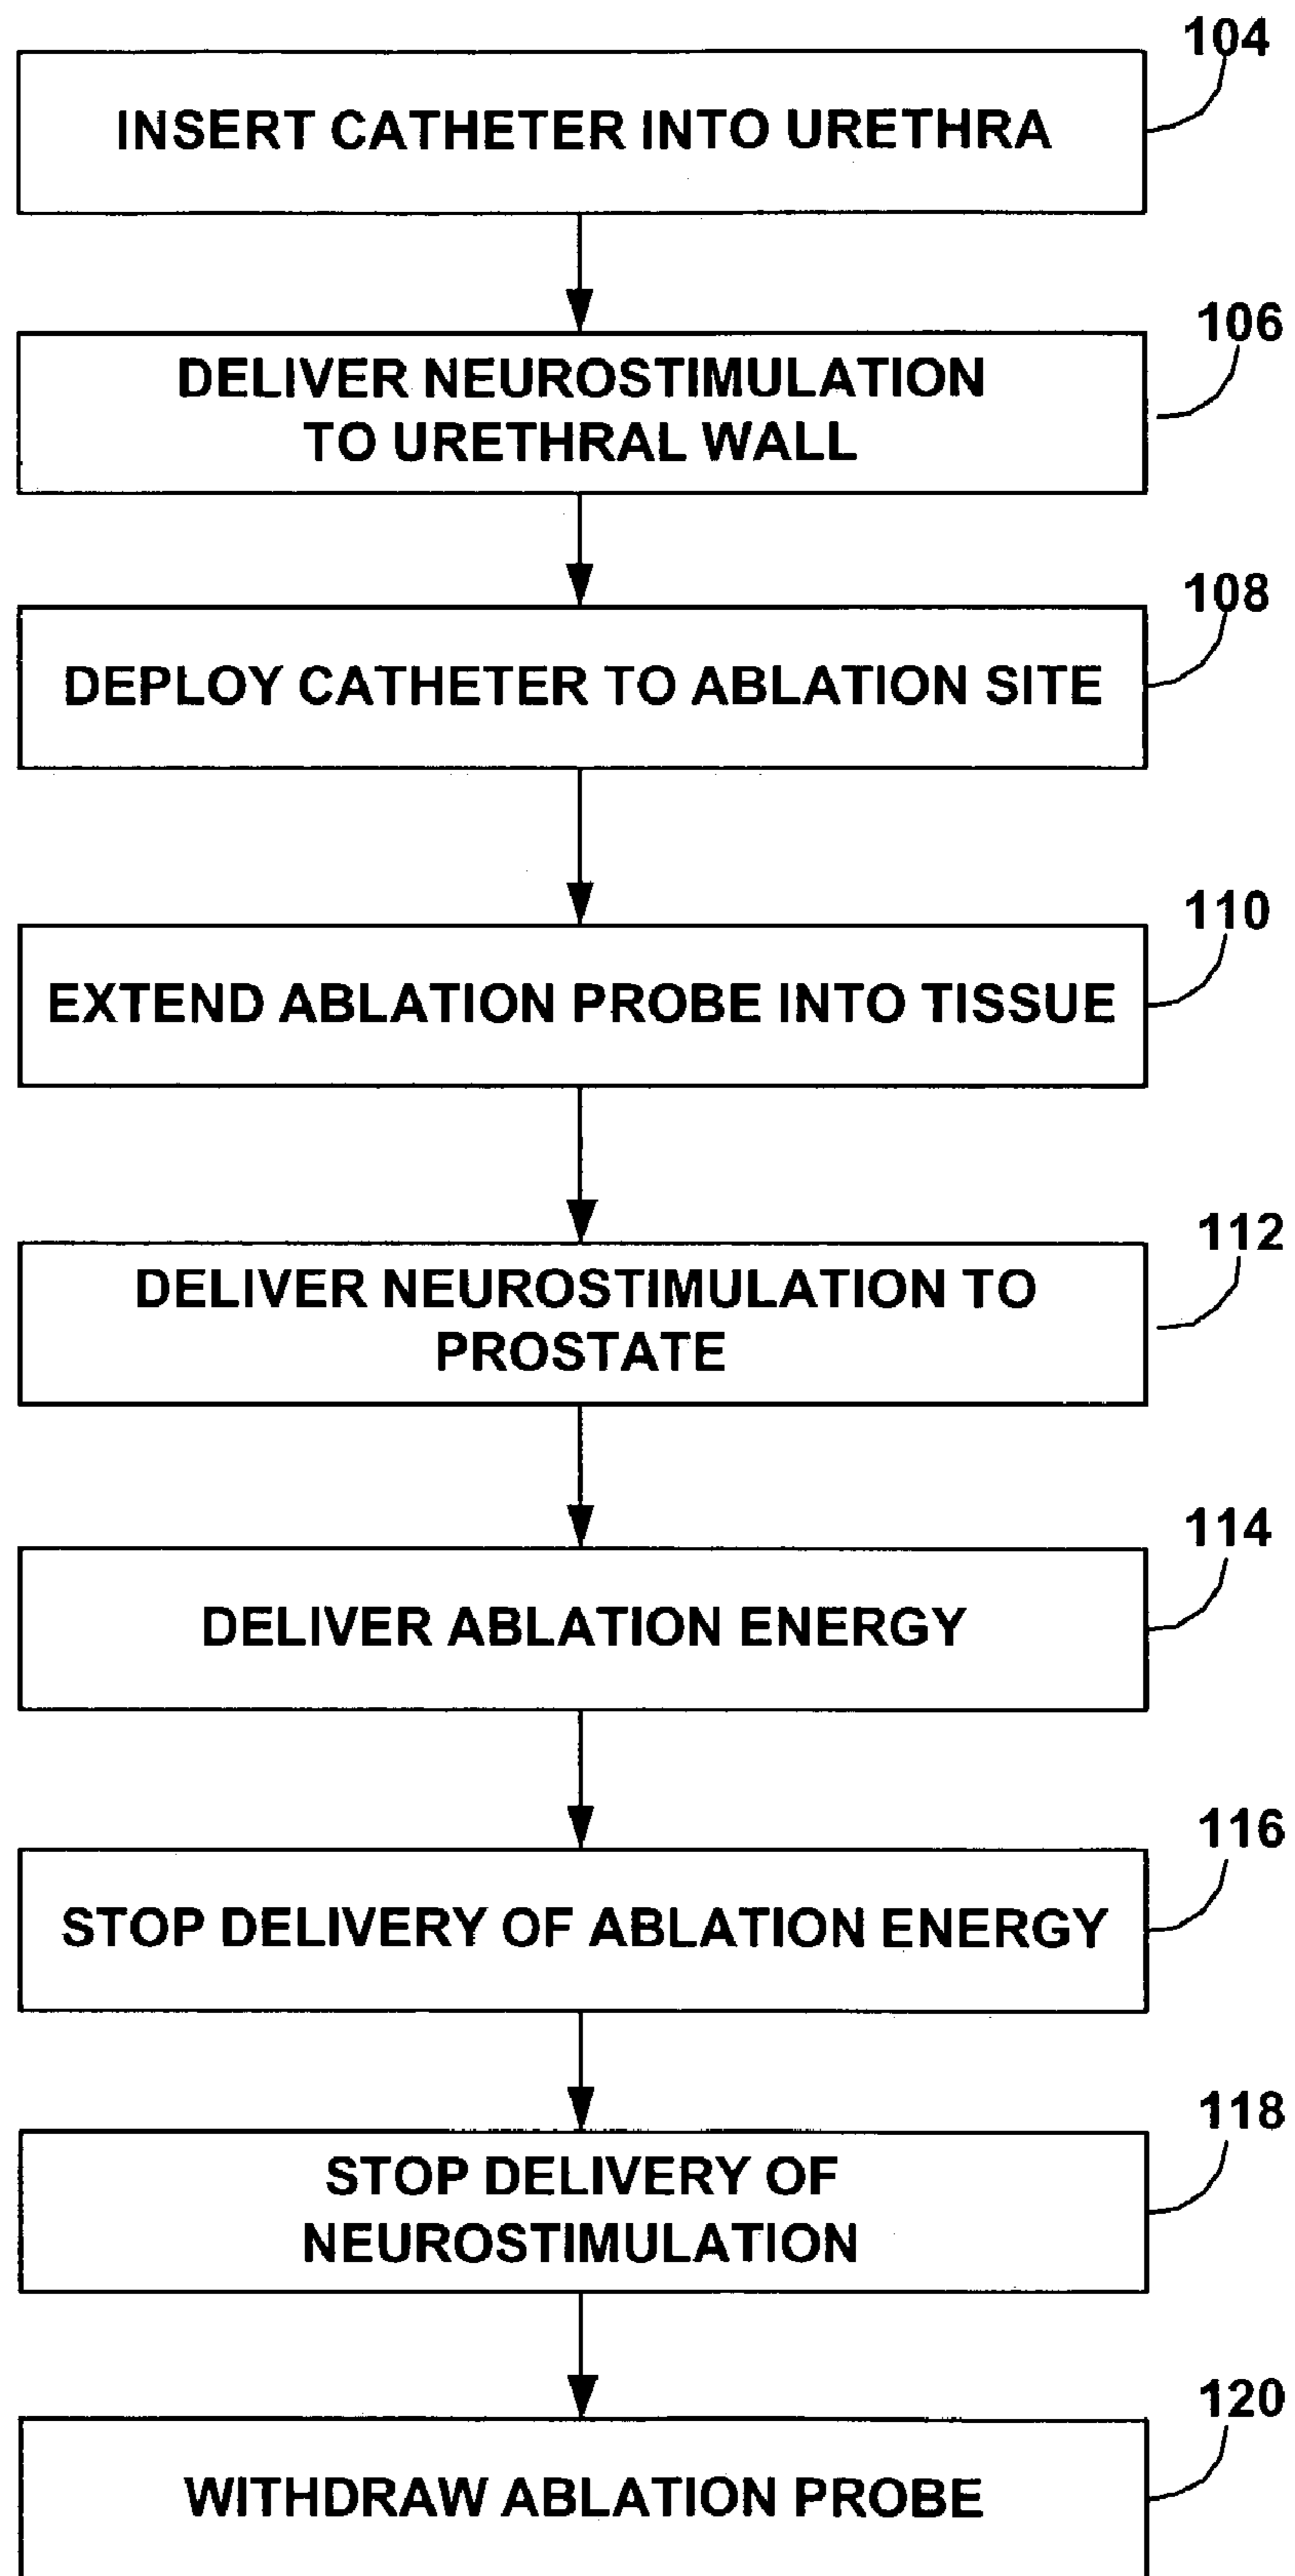 104
INSERT CATHETER INTO URETHRA
106
DELIVER NEUROSTIMULATION
TO URETHRAL WALL
108
DEPLOY CATHETER TO ABLATION SITE
110
EXTEND ABLATION PROBE INTO TISSUE
112
DELIVER NEUROSTIMULATION TO
PROSTATE
114
DELIVER ABLATION ENERGY
116
STOP DELIVERY OF ABLATION ENERGY
118
STOP DELIVERY OF
NEUROSTIMULATION
120
WITHDRAW ABLATION PROBE